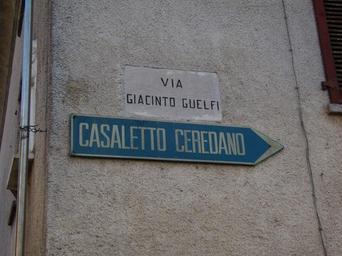 VIA
GIACINTO GUELFI
CASALETTO CEREDANO